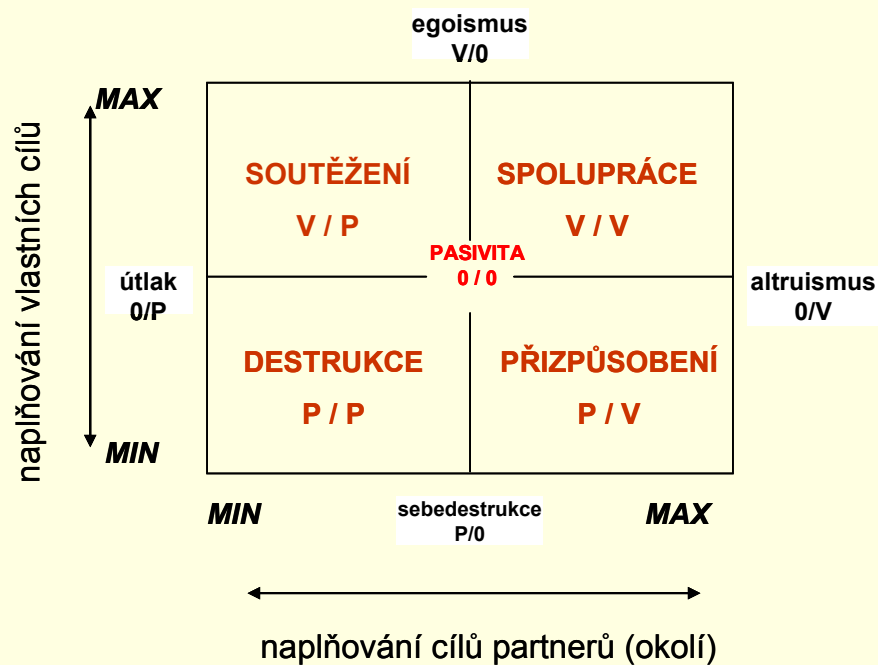 egoismus
V/0
MAX
naplňování vlastních cílů
SOUTĚŽENÍ
V / P
SPOLUPRÁCE
V / V
PASIVITA
0 / 0
útlak
0/P
altruismus
0/V
DESTRUKCE
P / P
PŘIZPŮSOBENÍ
P / V
MIN
MIN
sebedestrukce
P/0
MAX
naplňování cílů partnerů (okolí)